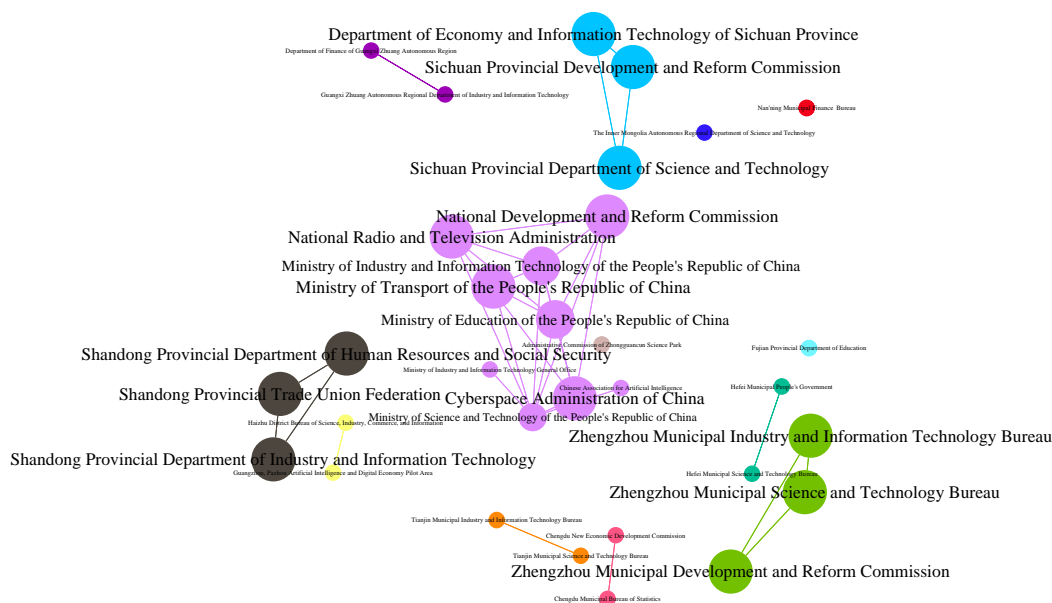 Department of Economy and Information Technology of Sichuan Province
Department of Finance of Guangxi Zhuang Autonomous Region
Sichuan Provincial Development and Reform Commission
Guangxi Zhuang Autonomous Regional Department of Industry and Information Technology
Nan'ning Municipal Finance Bureau
The Inner Mongolia Autonomous Regional Department of Science and Technology
Sichuan Provincial Department of Science and Technology
National Development and Reform Commission
National Radio and Television Administration
Ministry of Industry and Information Technology of the People's Republic of China
Ministry of Transport of the People's Republic of China
Ministry of Education of the People's Republic of China
Administrative Commission of Zhongguancun Science Park
Fujian Provincial Department of Education
Shandong Provincial Department of Human Resources and Social Security
Ministry of Industry and Information Technology General Office
Chinese Association for Artificial Intelligence
Hefei Municipal People's Government
Shandong Provincial Trade Union Federation
Cyberspace Administration of China
Ministry of Science and Technology of the People's Republic of China
Haizhu District Bureau of Science, Industry, Commerce, and Information
Zhengzhou Municipal Industry and Information Technology Bureau
Shandong Provincial Department of Industry and Information Technology
Guangzhou, Pazhou Artificial Intelligence and Digital Economy Pilot Area
Hefei Municipal Science and Technology Bureau
Zhengzhou Municipal Science and Technology Bureau
Tianjin Municipal Industry and Information Technology Bureau
Chengdu New Economic Development Commission
Tianjin Municipal Science and Technology Bureau
Zhengzhou Municipal Development and Reform Commission
Chengdu Municipal Bureau of Statistics